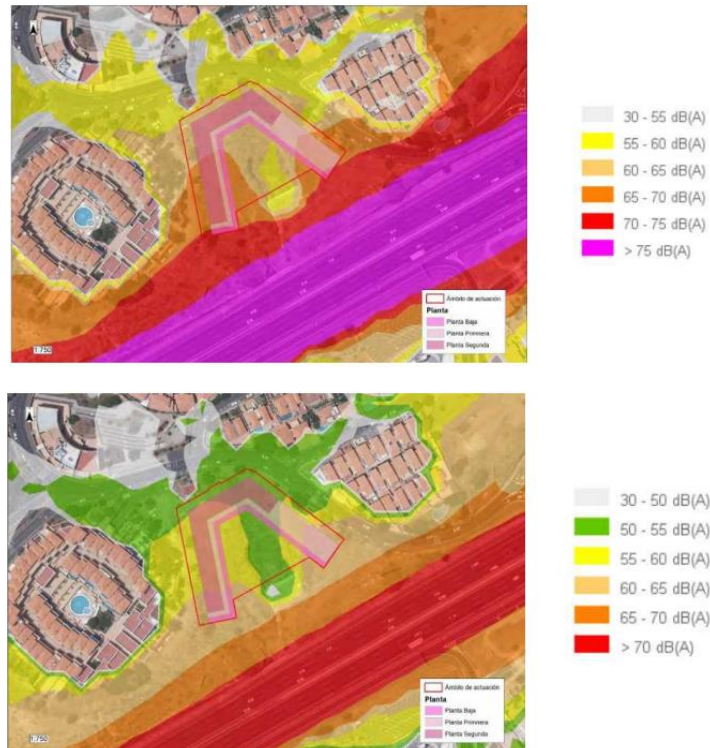 30 - 55 dB(A)
55 - 60 dB(A)
60 - 65 dB(A)
65 - 70 dB(A)
70 - 75 dB(A)
> 75 dB(A)
Ámbito de actuación
Planta
Planta Baja
Planta Primera
Planta Segunda
1:750
30 - 50 dB(A)
50 - 55 dB(A)
55 - 60 dB(A)
60 - 65 dB(A)
65 - 70 dB(A)
> 70 dB(A)
Ámbito de actuación
Planta
Planta Baja
Planta Primera
Planta Segunda
1:750